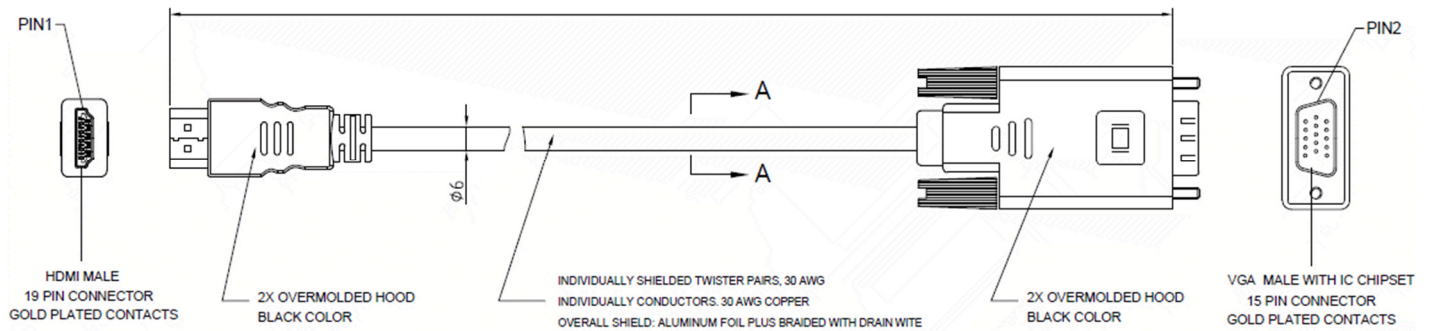 PIN1
PIN2
A
A
ϕ6
HDMI MALE
19 PIN CONNECTOR
GOLD PLATED CONTACTS
2X OVERMOLDED HOOD
BLACK COLOR
INDIVIDUALLY SHIELDED TWISTER PAIRS, 30 AWG
INDIVIDUALLY CONDUCTORS. 30 AWG COPPER
OVERALL SHIELD: ALUMINUM FOIL PLUS BRAIDED WITH DRAIN WITE
2X OVERMOLDED HOOD
BLACK COLOR
VGA MALE WITH IC CHIPSET
15 PIN CONNECTOR
GOLD PLATED CONTACTS